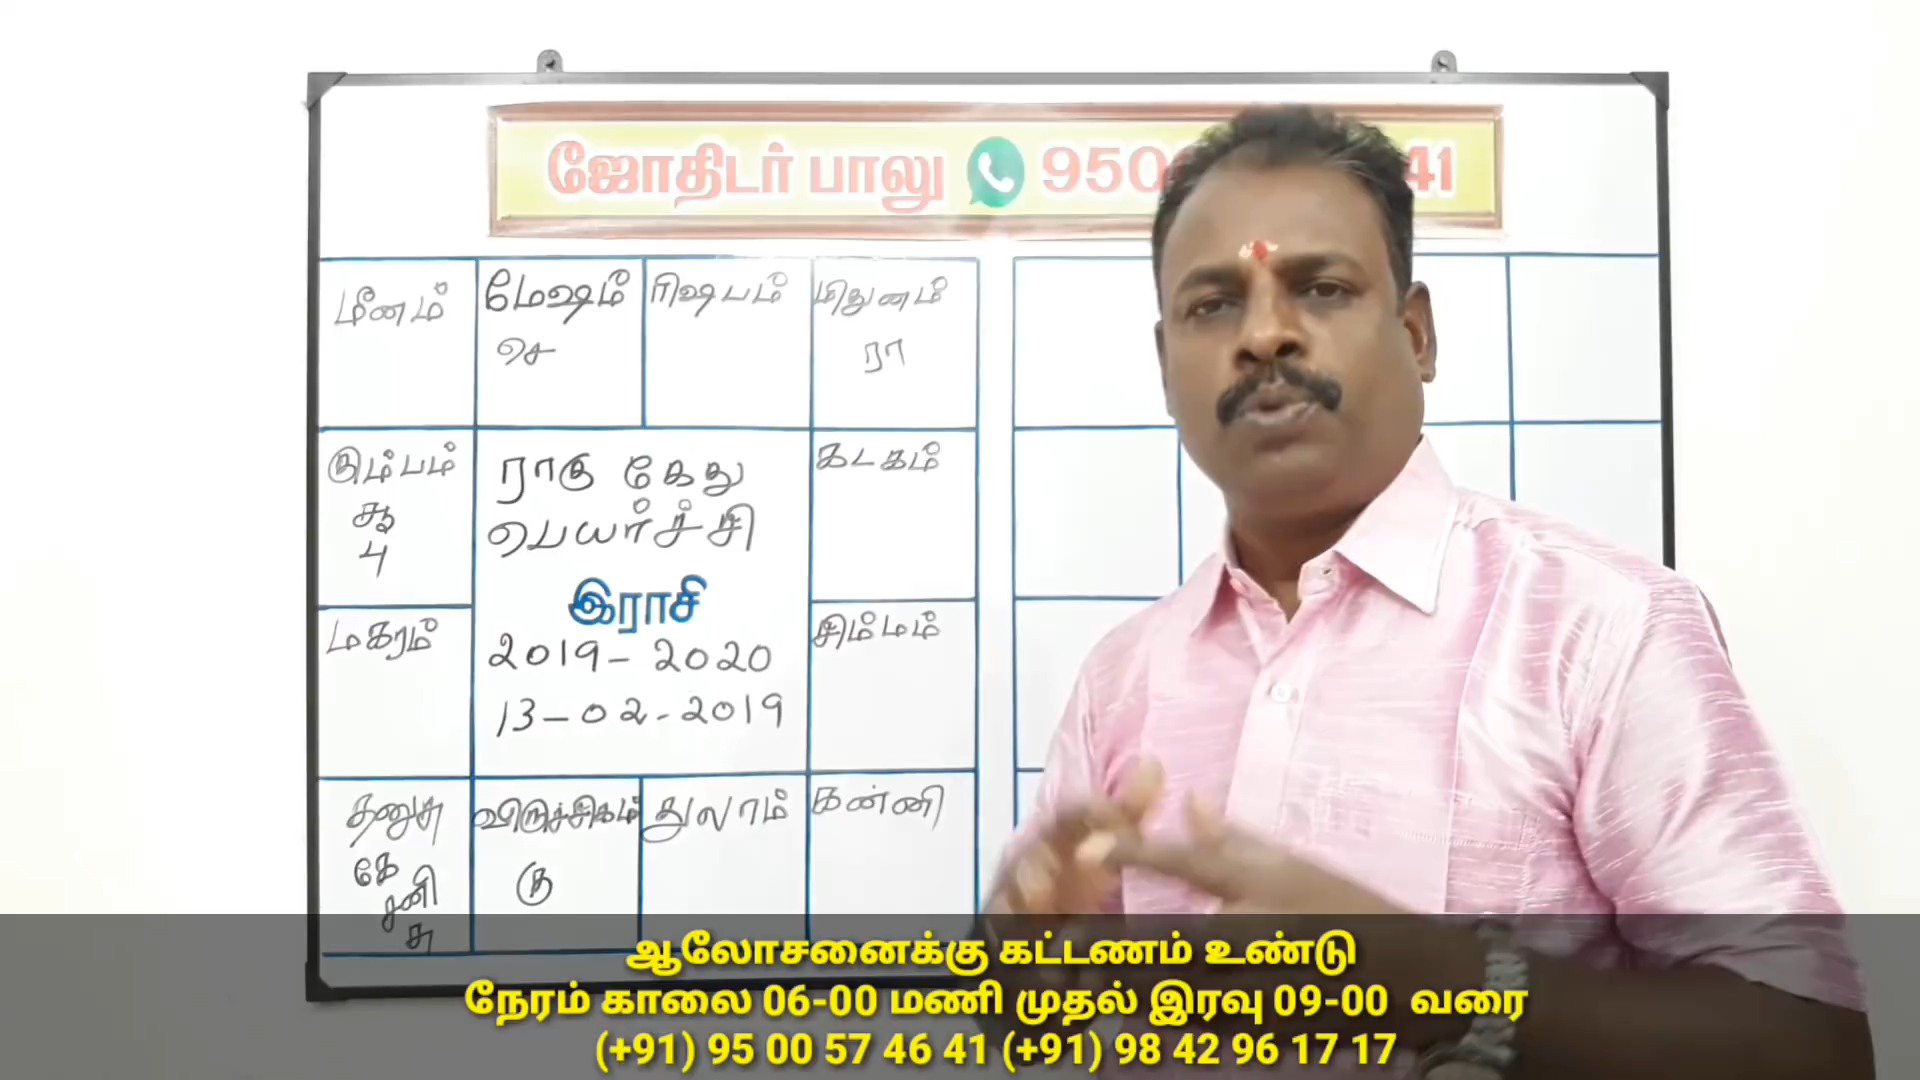 ஜோதிடர் பாலு 950 41
மீனம்
மேஷம்
செ
ரிஷபம்
மிதுனம்
ரா
கும்பம்
சூ
பு
ராகு கேது
பெயர்ச்சி
இராசி
2019- 2020
13-02-2019
கடகம்
மகரம்
சிம்மம்
தனுசு
கே
சனி
சு
விருச்சிகம்
கு
துலாம்
கன்னி
ஆலோசனைக்கு கட்டணம் உண்டு
நேரம் காலை 06-00 மணி முதல் இரவு 09-00 வரை
(+91) 95 00 57 46 41 (+91) 98 42 96 17 17